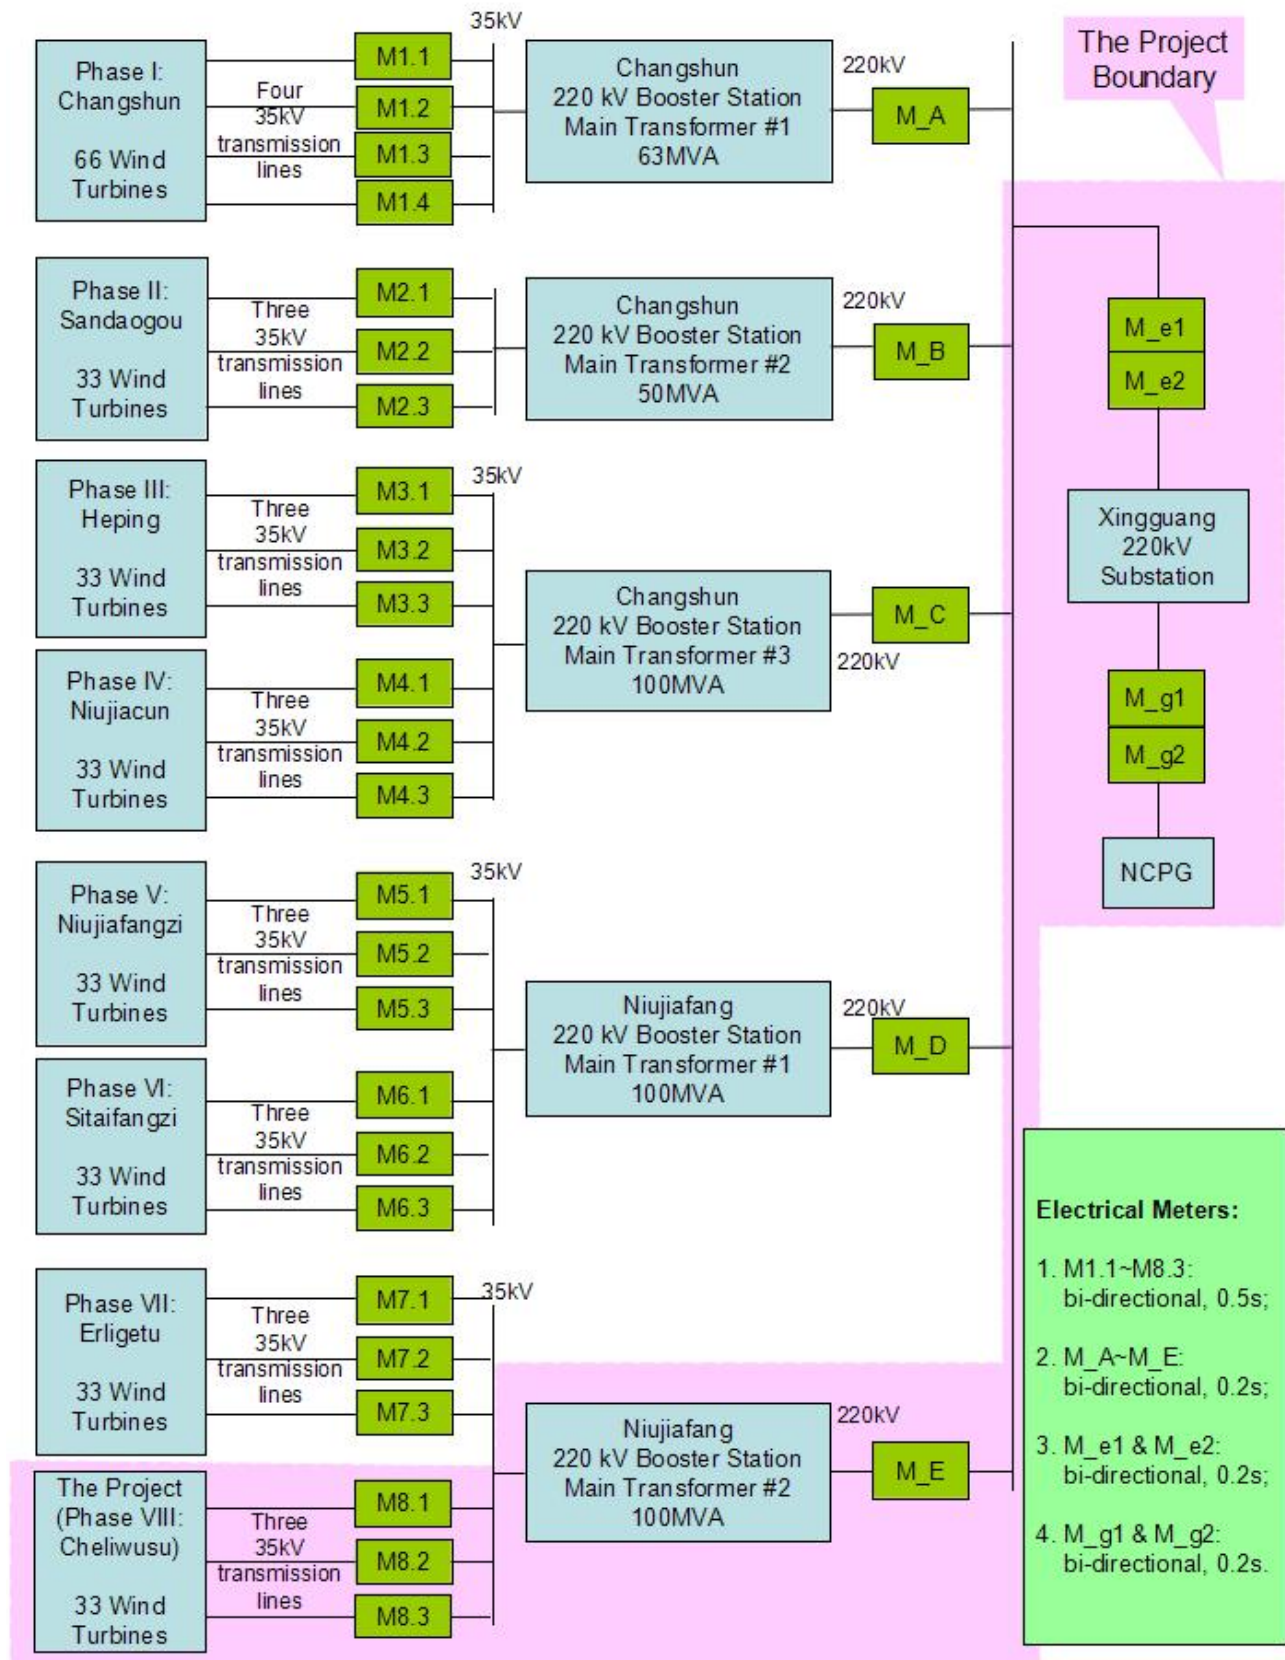 35kV
Phase I:
Changshun
66 Wind
Turbines
Four
35kV
transmission
lines
M1.1
M1.2
M1.3
M1.4
Changshun
220 kV Booster Station
Main Transformer #1
63MVA
220kV
M_A
The Project
Boundary
Phase II:
Sandaogou
33 Wind
Turbines
Three
35kV
transmission
lines
M2.1
M2.2
M2.3
Changshun
220 kV Booster Station
Main Transformer #2
50MVA
220kV
M_B
M_e1
M_e2
Xingguang
220kV
Substation
M_g1
M_g2
NCPG
Phase III:
Heping
33 Wind
Turbines
Three
35kV
transmission
lines
M3.1
M3.2
M3.3
35kV
Changshun
220 kV Booster Station
Main Transformer #3
100MVA
M_C
220kV
Phase IV:
Niujiacun
33 Wind
Turbines
Three
35kV
transmission
lines
M4.1
M4.2
M4.3
Phase V:
Niujiafangzi
33 Wind
Turbines
Three
35kV
transmission
lines
M5.1
M5.2
M5.3
35kV
Niujiafang
220 kV Booster Station
Main Transformer #1
100MVA
220kV
M_D
Phase VI:
Sitaifangzi
33 Wind
Turbines
Three
35kV
transmission
lines
M6.1
M6.2
M6.3
Phase VII:
Erligetu
33 Wind
Turbines
Three
35kV
transmission
lines
M7.1
M7.2
M7.3
35kV
Niujiafang
220 kV Booster Station
Main Transformer #2
100MVA
220kV
M_E
The Project
(Phase VIII:
Cheliwusu)
33 Wind
Turbines
Three
35kV
transmission
lines
M8.1
M8.2
M8.3
Electrical Meters:
1. M1.1~M8.3:
bi-directional, 0.5s;
2. M_A~M_E:
bi-directional, 0.2s;
3. M_e1 & M_e2:
bi-directional, 0.2s;
4. M_g1 & M_g2:
bi-directional, 0.2s.